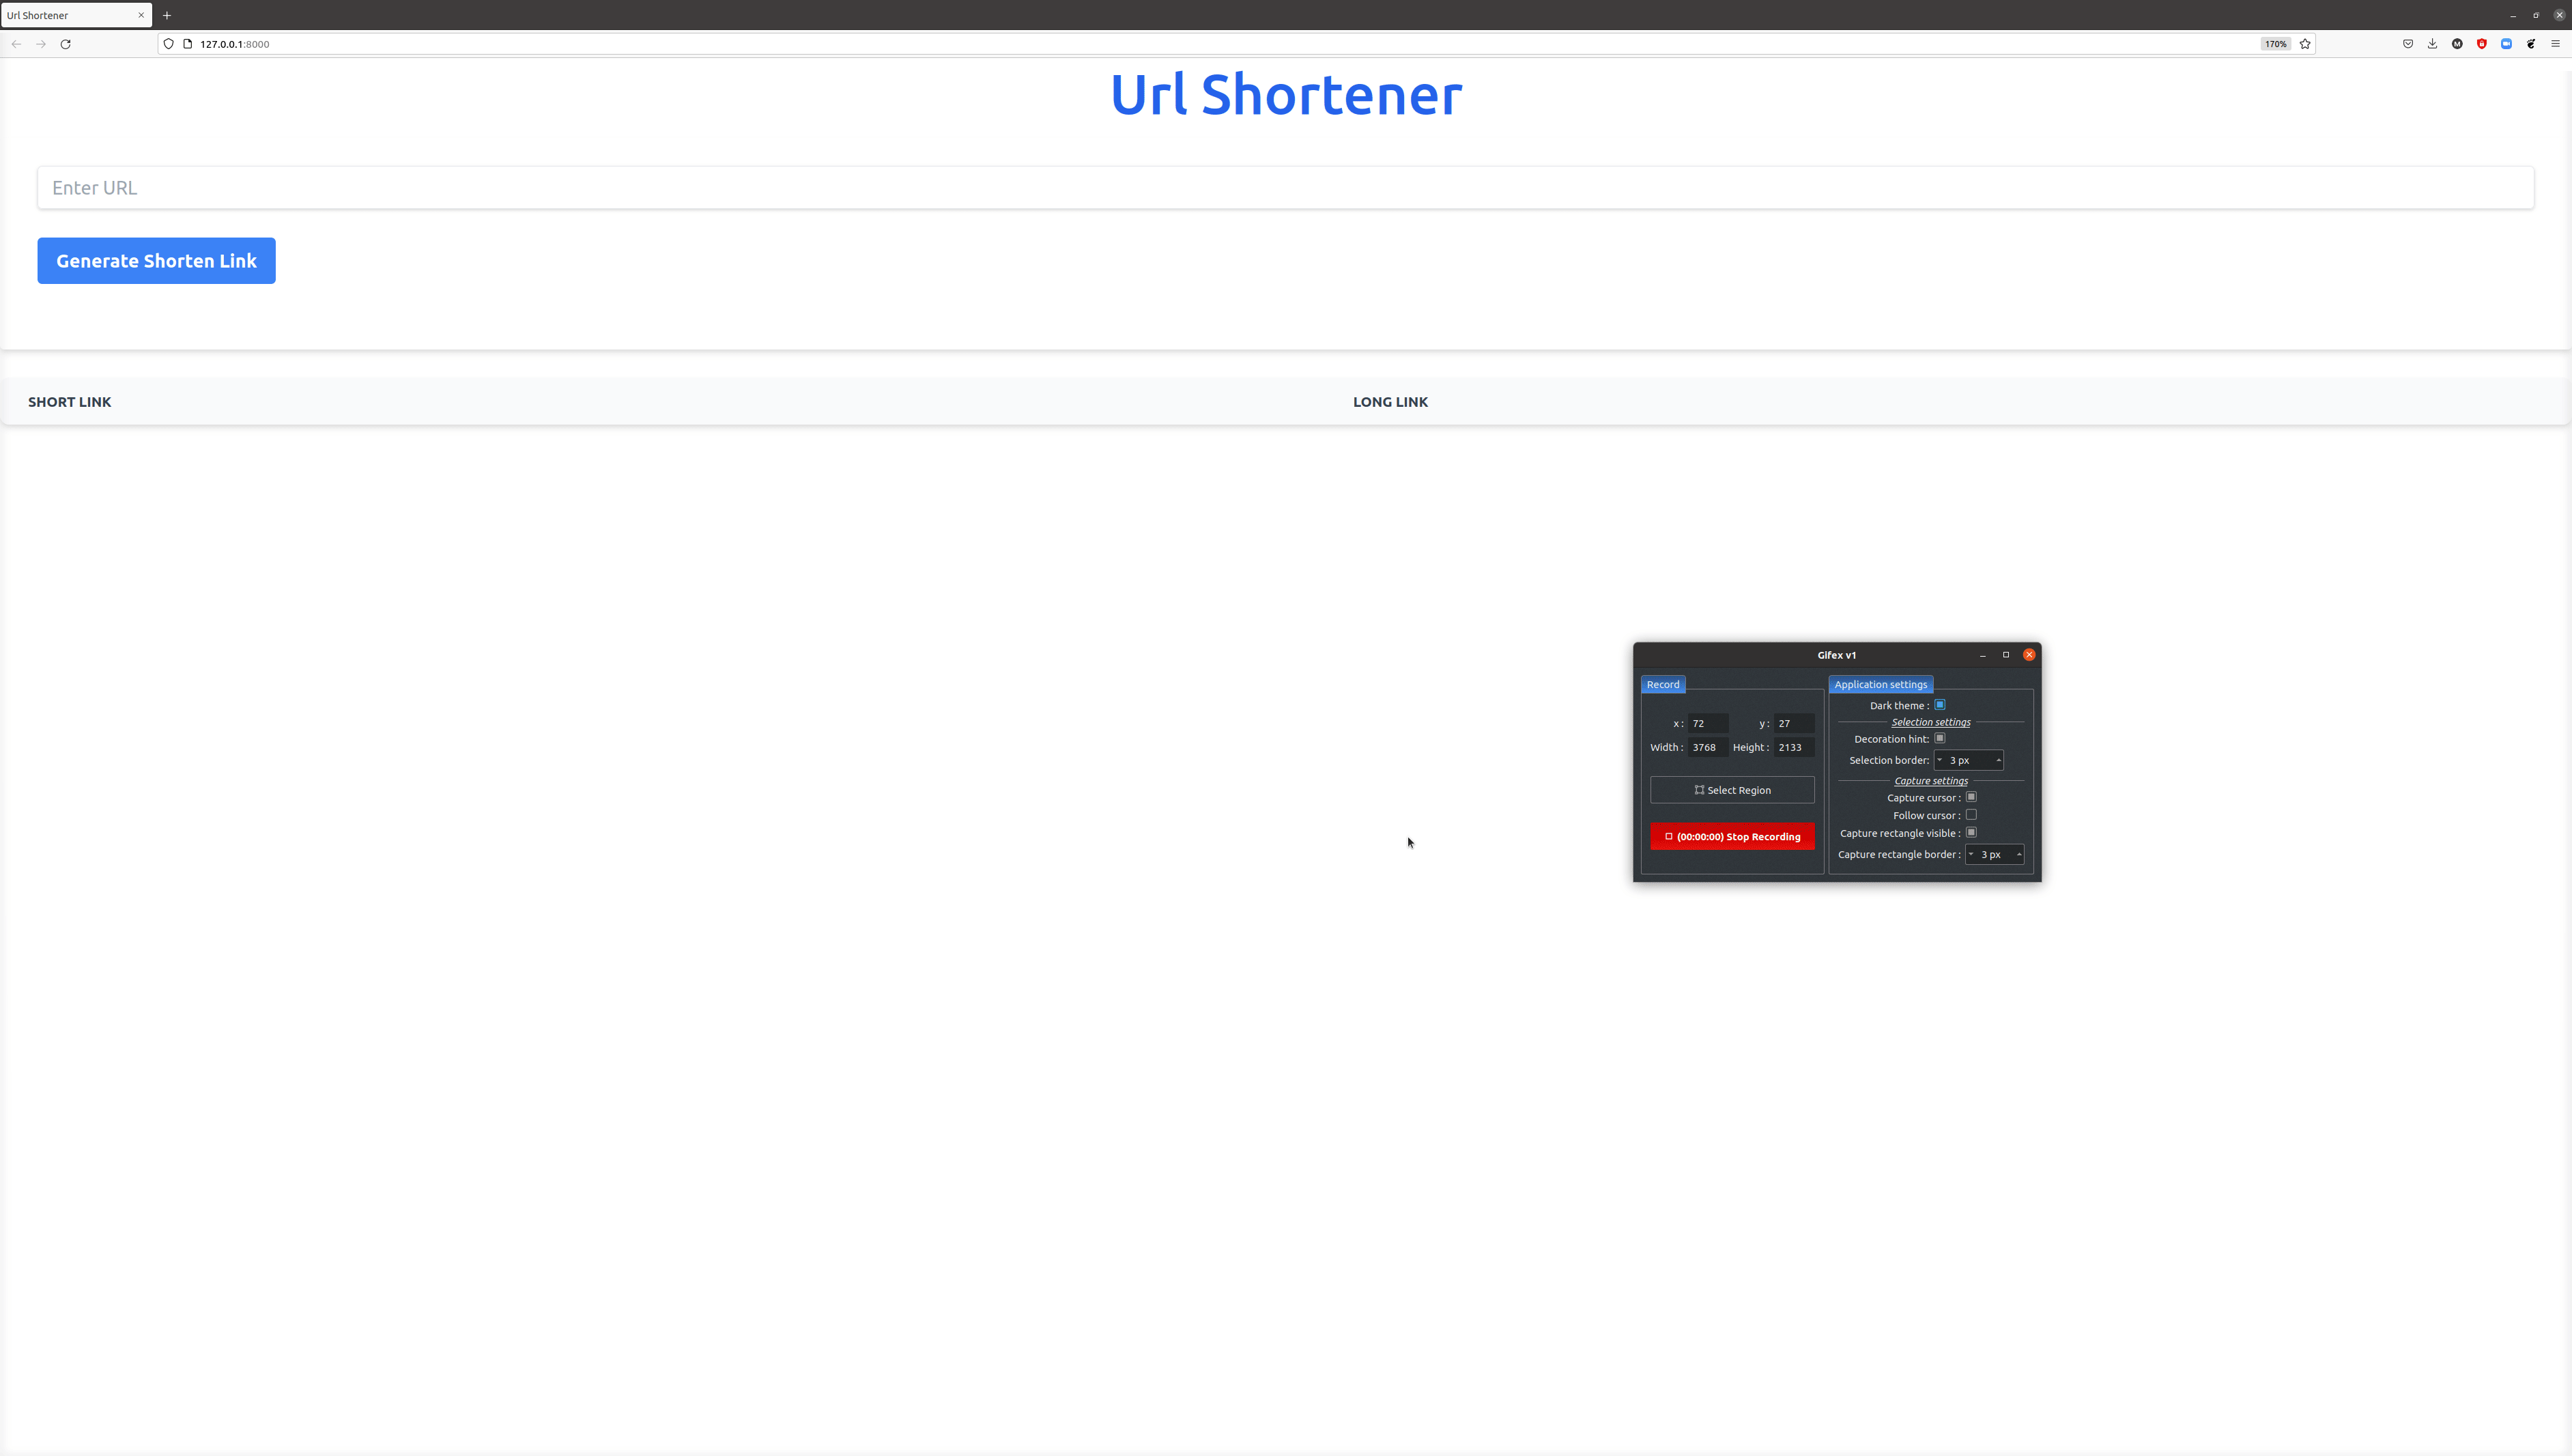 Url Shortener
127.0.0.1:8000
170%
Url Shortener
Enter URL
Generate Shorten Link
SHORT LINK
LONG LINK
Gifex v1
Record
x : 72 y : 27
Width : 3768 Height : 2133
Select Region
(00:00:00) Stop Recording
Application settings
Dark theme :
Selection settings
Decoration hint:
Selection border: 3 px
Capture settings
Capture cursor :
Follow cursor :
Capture rectangle visible :
Capture rectangle border : 3 px